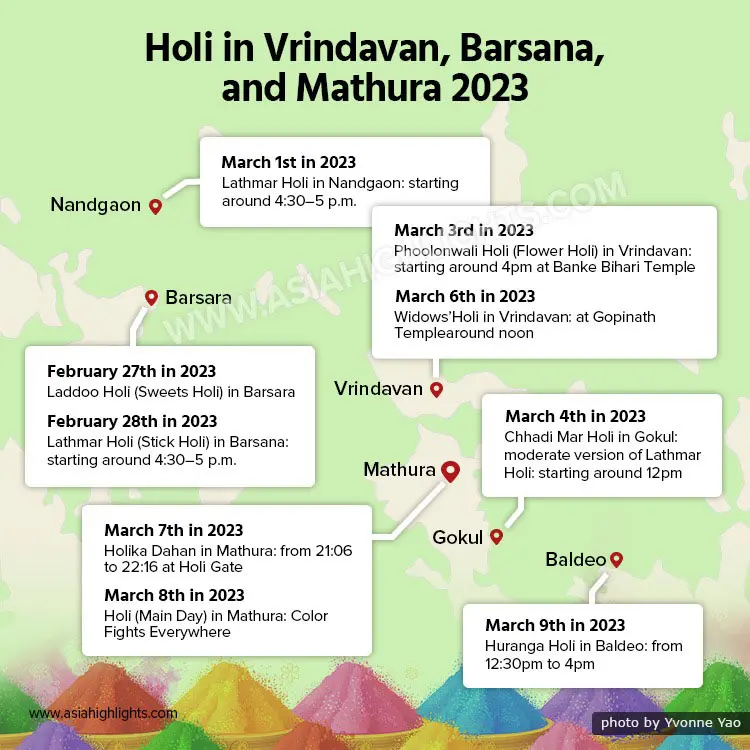 Holi in Vrindavan, Barsana,
and Mathura 2023
March 1st in 2023
Lathmar Holi in Nandgaon: starting
around 4:30–5 p.m.
Nandgaon
March 3rd in 2023
Phoolonwali Holi (Flower Holi) in Vrindavan:
starting around 4pm at Banke Bihari Temple
March 6th in 2023
Widows'Holi in Vrindavan: at Gopinath
Templearound noon
WWW.ASIAHIGHLIGHTS.COM
Barsara
February 27th in 2023
Laddoo Holi (Sweets Holi) in Barsara
February 28th in 2023
Lathmar Holi (Stick Holi) in Barsana:
starting around 4:30–5 p.m.
Vrindavan
March 4th in 2023
Chhadi Mar Holi in Gokul:
moderate version of Lathmar
Holi: starting around 12pm
Mathura
March 7th in 2023
Holika Dahan in Mathura: from 21:06
to 22:16 at Holi Gate
March 8th in 2023
Holi (Main Day) in Mathura: Color
Fights Everywhere
Gokul
Baldeo
March 9th in 2023
Huranga Holi in Baldeo: from
12:30pm to 4pm
www.asiahighlights.com
photo by Yvonne Yao